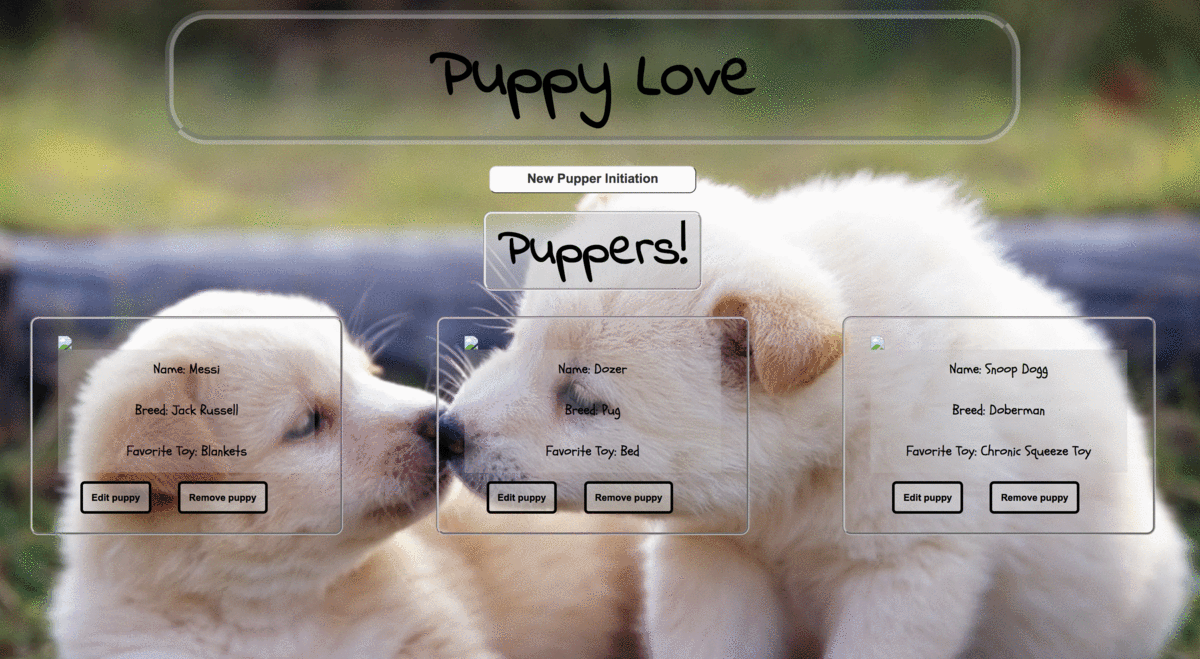 Puppy Love
New Pupper Initiation
Puppers!
Name: Messi
Breed: Jack Russell
Favorite Toy: Blankets
Edit puppy
Remove puppy
Name: Dozer
Breed: Pug
Favorite Toy: Bed
Edit puppy
Remove puppy
Name: Snoop Dogg
Breed: Doberman
Favorite Toy: Chronic Squeeze Toy
Edit puppy
Remove puppy